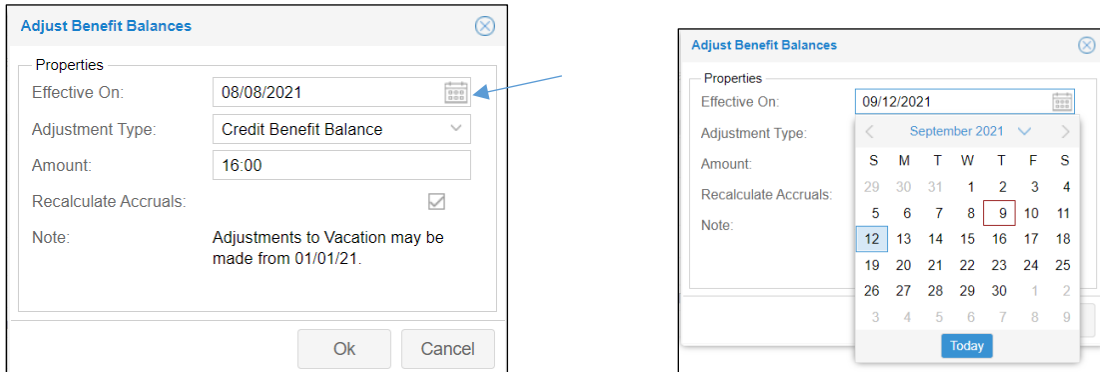 Adjust Benefit Balances
Properties
Effective On: 08/08/2021
Adjustment Type: Credit Benefit Balance
Amount: 16:00
Recalculate Accruals:
Note: Adjustments to Vacation may be
made from 01/01/21.
Ok Cancel
Adjust Benefit Balances
Properties
Effective On: 09/12/2021
Adjustment Type:
Amount:
Recalculate Accruals:
Note:
September 2021
S M T W T F S
29 30 31 1 2 3 4
5 6 7 8 9 10 11
12 13 14 15 16 17 18
19 20 21 22 23 24 25
26 27 28 29 30 1 2
3 4 5 6 7 8 9
Today